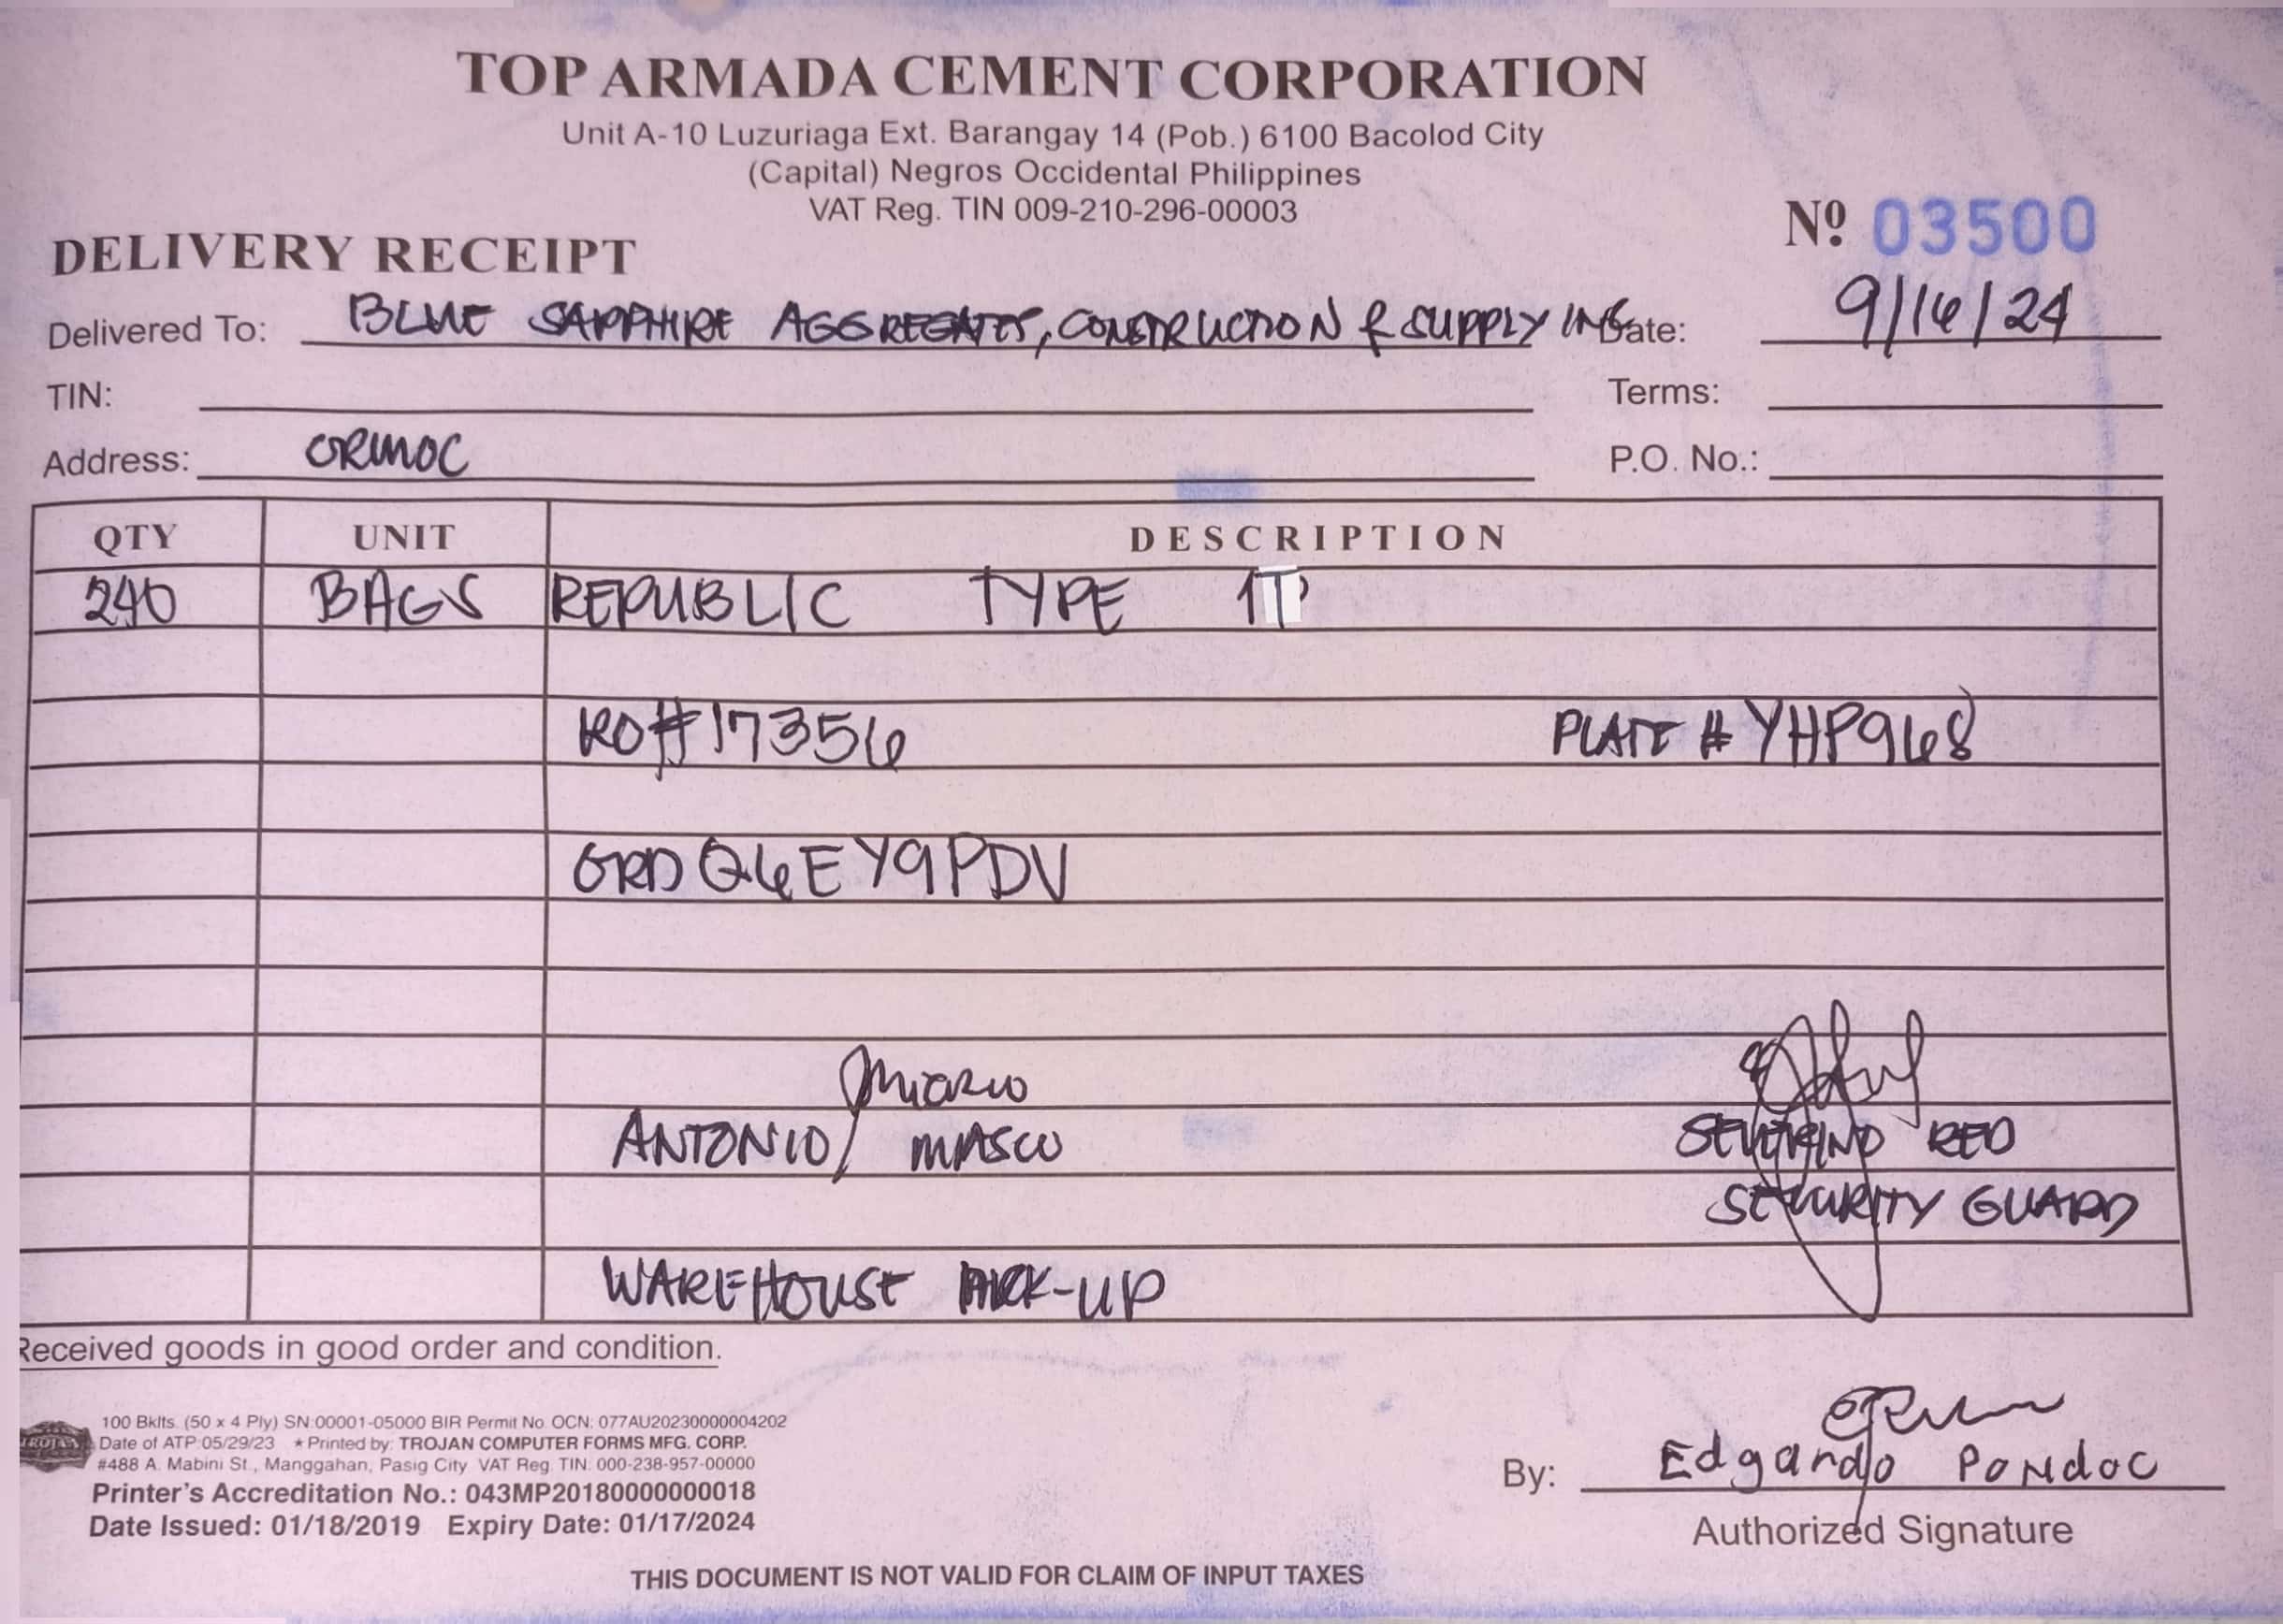 TOP ARMADA CEMENT CORPORATION
Unit A-10 Luzuriaga Ext. Barangay 14 (Pob.) 6100 Bacolod City
(Capital) Negros Occidental Philippines
VAT Reg. TIN 009-210-296-00003
Nº 03500
DELIVERY RECEIPT
Delivered To: BLUE SAPPHIRE AGGREGATES, CONSTRUCTION & SUPPLY INC Date: 9/16/24
TIN: Terms:
Address: ORMOC P.O. No.:
QTY UNIT DESCRIPTION
240 BAGS REPUBLIC TYPE 1T
RO#17356 PLATE # YHP968
ORDQ6EY9PDV
ANTONIO MASCO SEVERINO RED
SECURITY GUARD
WAREHOUSE PICK-UP
Received goods in good order and condition.
100 Bklts. (50 x 4 Ply) SN:00001-05000 BIR Permit No. OCN: 077AU20230000004202
Date of ATP:05/29/23 * Printed by: TROJAN COMPUTER FORMS MFG. CORP.
TROJAN #488 A. Mabini St., Manggahan, Pasig City VAT Reg. TIN: 000-238-957-00000
Printer's Accreditation No.: 043MP20180000000018
Date Issued: 01/18/2019 Expiry Date: 01/17/2024
By: Edgardo Pondoc
Authorized Signature
THIS DOCUMENT IS NOT VALID FOR CLAIM OF INPUT TAXES